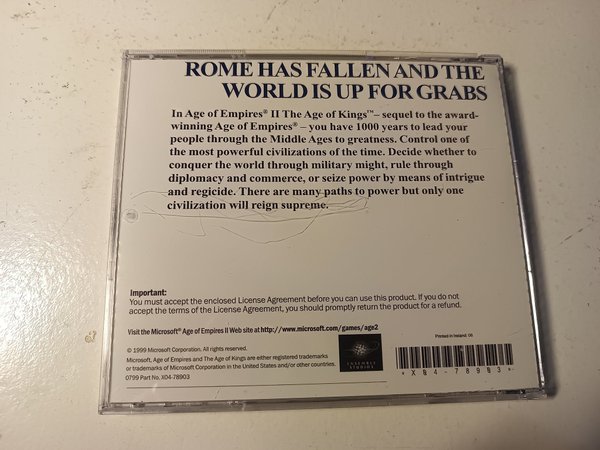 ROME HAS FALLEN AND THE
WORLD IS UP FOR GRABS
In Age of Empires® II The Age of Kings™– sequel to the award-
winning Age of Empires® – you have 1000 years to lead your
people through the Middle Ages to greatness. Control one of
the most powerful civilizations of the time. Decide whether to
conquer the world through military might, rule through
diplomacy and commerce, or seize power by means of intrigue
and regicide. There are many paths to power but only one
civilization will reign supreme.
Important:
You must accept the enclosed License Agreement before you can use this product. If you do not
accept the terms of the License Agreement, you should promptly return the product for a refund.
Visit the Microsoft® Age of Empires II Web site at http://www.microsoft.com/games/age2
Printed in Ireland: 06
© 1999 Microsoft Corporation. All rights reserved.
Microsoft, Age of Empires and The Age of Kings are either registered trademarks
or trademarks of Microsoft Corporation in the United States and/or other countries.
0799 Part No. X04-78903
ENSEMBLE
STUDIOS
*X04-78903*